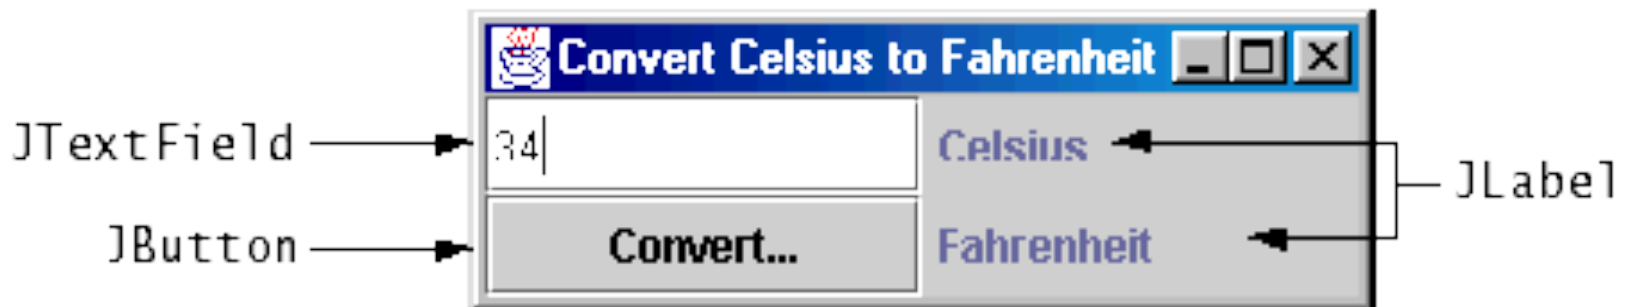 Convert Celsius to Fahrenheit
JTextField 34 Celsius
JLabel
JButton Convert... Fahrenheit